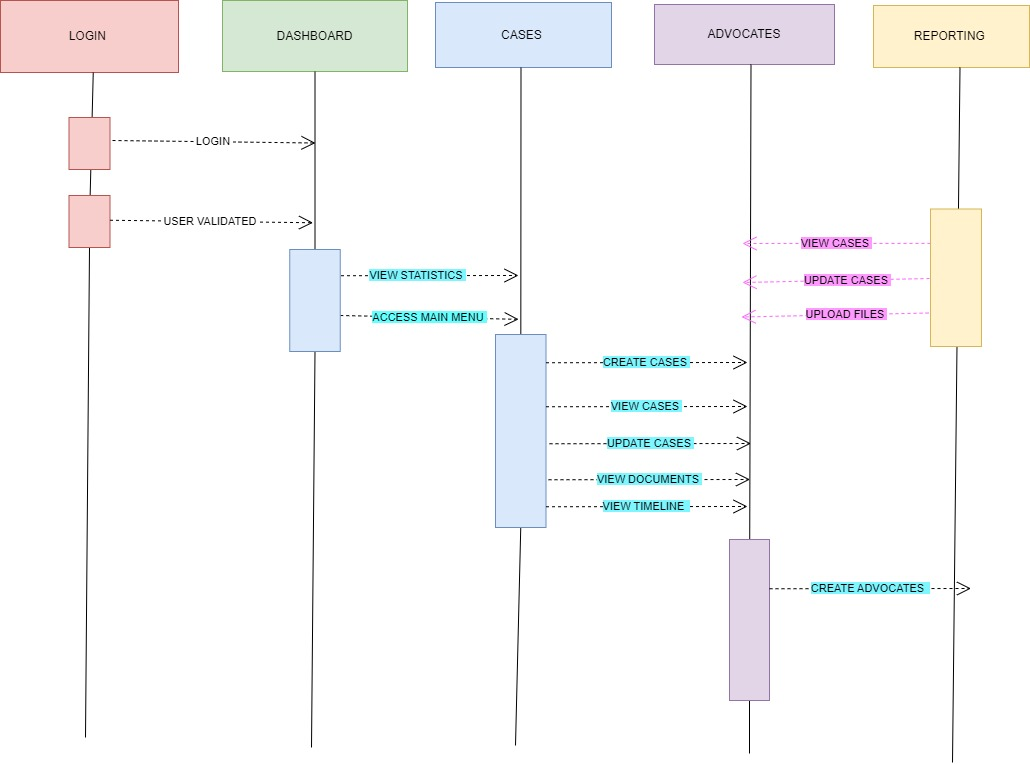 LOGIN
DASHBOARD
CASES
ADVOCATES
REPORTING
LOGIN
USER VALIDATED
VIEW CASES
VIEW STATISTICS
UPDATE CASES
UPLOAD FILES
ACCESS MAIN MENU
CREATE CASES
VIEW CASES
UPDATE CASES
VIEW DOCUMENTS
VIEW TIMELINE
CREATE ADVOCATES